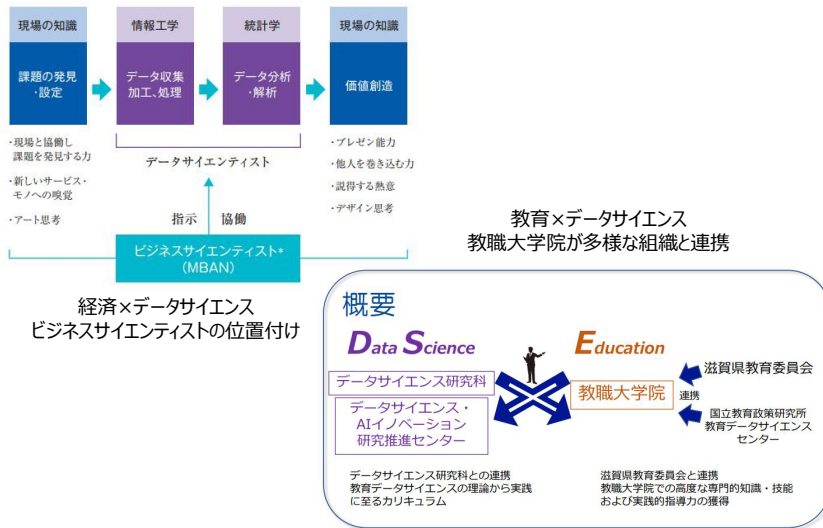 現場の知識
情報工学
統計学
現場の知識
課題の発見
・設定
データ収集
加工、処理
データ分析
・解析
価値創造
・現場と協働し
課題を発見する力
・新しいサービス・
モノへの嗅覚
・アート思考
データサイエンティスト
・プレゼン能力
・他人を巻き込む力
・説得する熱意
・デザイン思考
指示
協働
ビジネスサイエンティスト*
(MBAN)
経済×データサイエンス
ビジネスサイエンティストの位置付け
教育×データサイエンス
教職大学院が多様な組織と連携
概要
Data Science
Education
データサイエンス研究科
データサイエンス・
AIイノベーション
研究推進センター
教職大学院
滋賀県教育委員会
連携
国立教育政策研究所
教育データサイエンス
センター
データサイエンス研究科との連携
教育データサイエンスの理論から実践
に至るカリキュラム
滋賀県教育委員会と連携
教職大学院での高度な専門的知識・技能
および実践的指導力の獲得